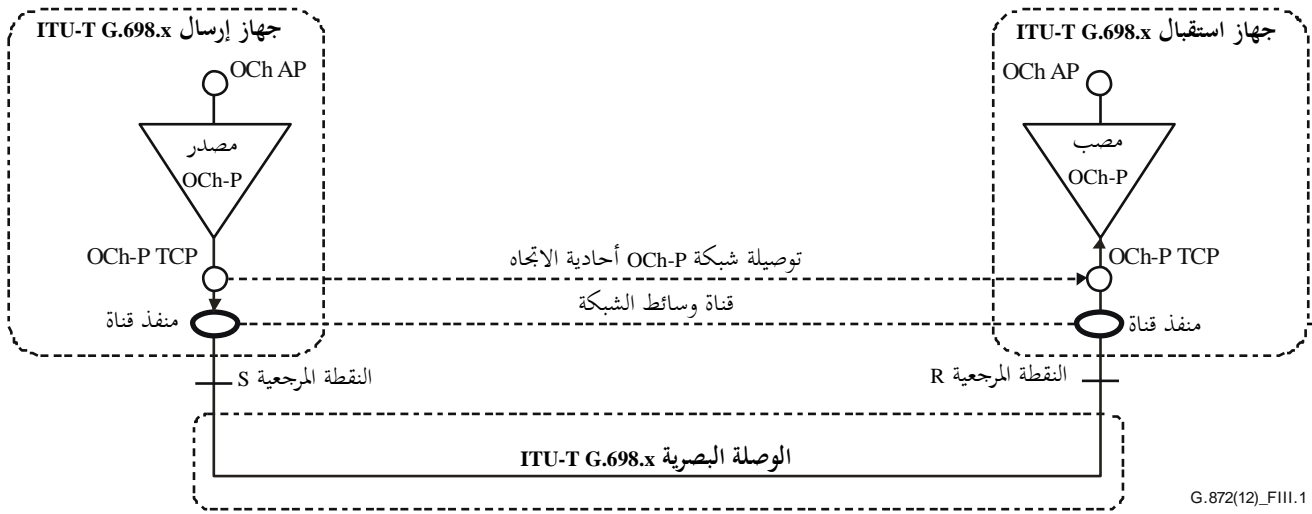 جهاز إرسال ITU-T G.698.x
جهاز استقبال ITU-T G.698.x
OCh AP
OCh AP
مصدر
OCh-P
مصب
OCh-P
OCh-P TCP
OCh-P TCP
توصيلة شبكة OCh-P أحادية الاتجاه
قناة وسائط الشبكة
منفذ قناة
منفذ قناة
النقطة المرجعية S
النقطة المرجعية R
الوصلة البصرية ITU-T G.698.x
G.872(12)_FIII.1